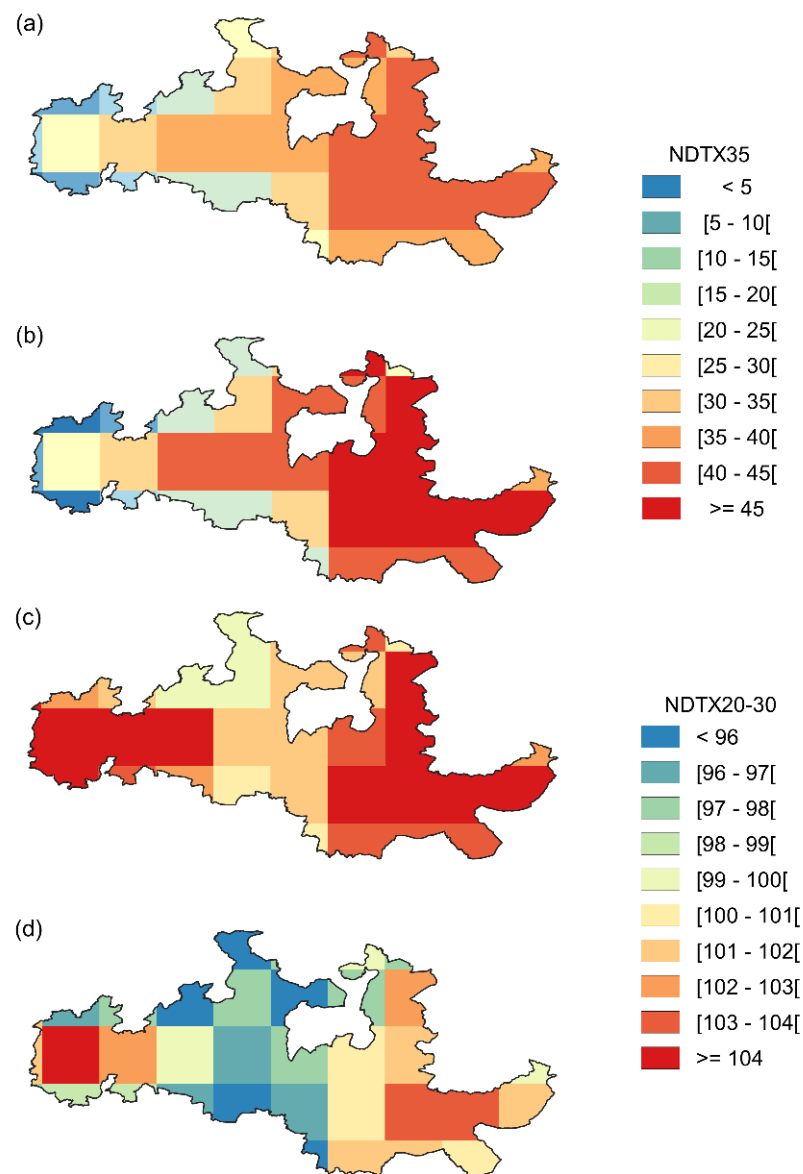 (a)
NDTX35
< 5
[5 - 10[
[10 - 15[
[15 - 20[
[20 - 25[
[25 - 30[
[30 - 35[
[35 - 40[
[40 - 45[
>= 45
(b)
(c)
NDTX20-30
< 96
[96 - 97[
[97 - 98[
[98 - 99[
[99 - 100[
[100 - 101[
[101 - 102[
[102 - 103[
[103 - 104[
>= 104
(d)